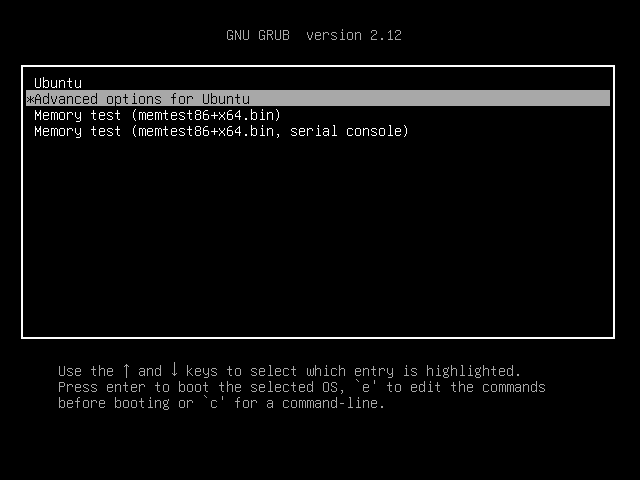 GNU GRUB  version 2.12
Ubuntu
*Advanced options for Ubuntu
Memory test (memtest86+x64.bin)
Memory test (memtest86+x64.bin, serial console)
Use the ↑ and ↓ keys to select which entry is highlighted.
Press enter to boot the selected OS, `e' to edit the commands
before booting or `c' for a command-line.